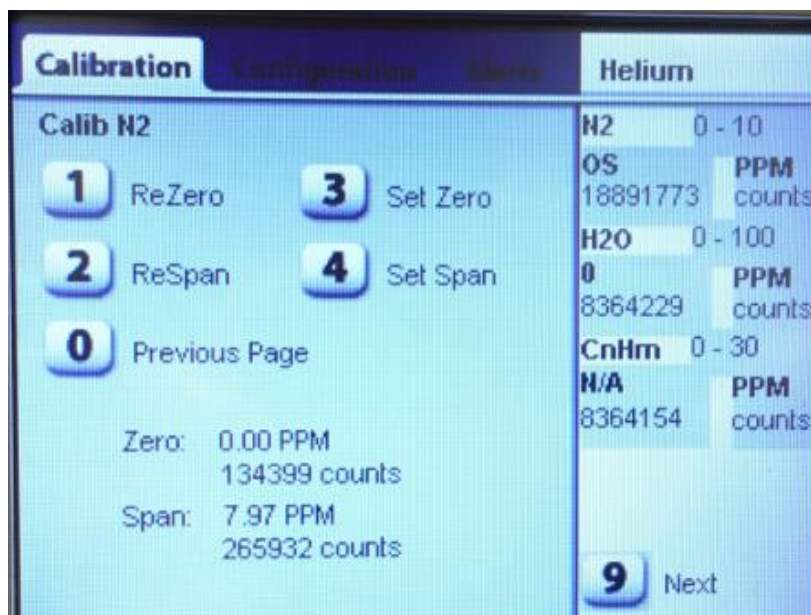 Calibration Configuration Alerts Helium
Calib N2
1 ReZero 3 Set Zero
2 ReSpan 4 Set Span
0 Previous Page
Zero: 0.00 PPM
134399 counts
Span: 7.97 PPM
265932 counts
N2 0 - 10
OS PPM
18891773 counts
H2O 0 - 100
0 PPM
8364229 counts
CnHm 0 - 30
N/A PPM
8364154 counts
9 Next